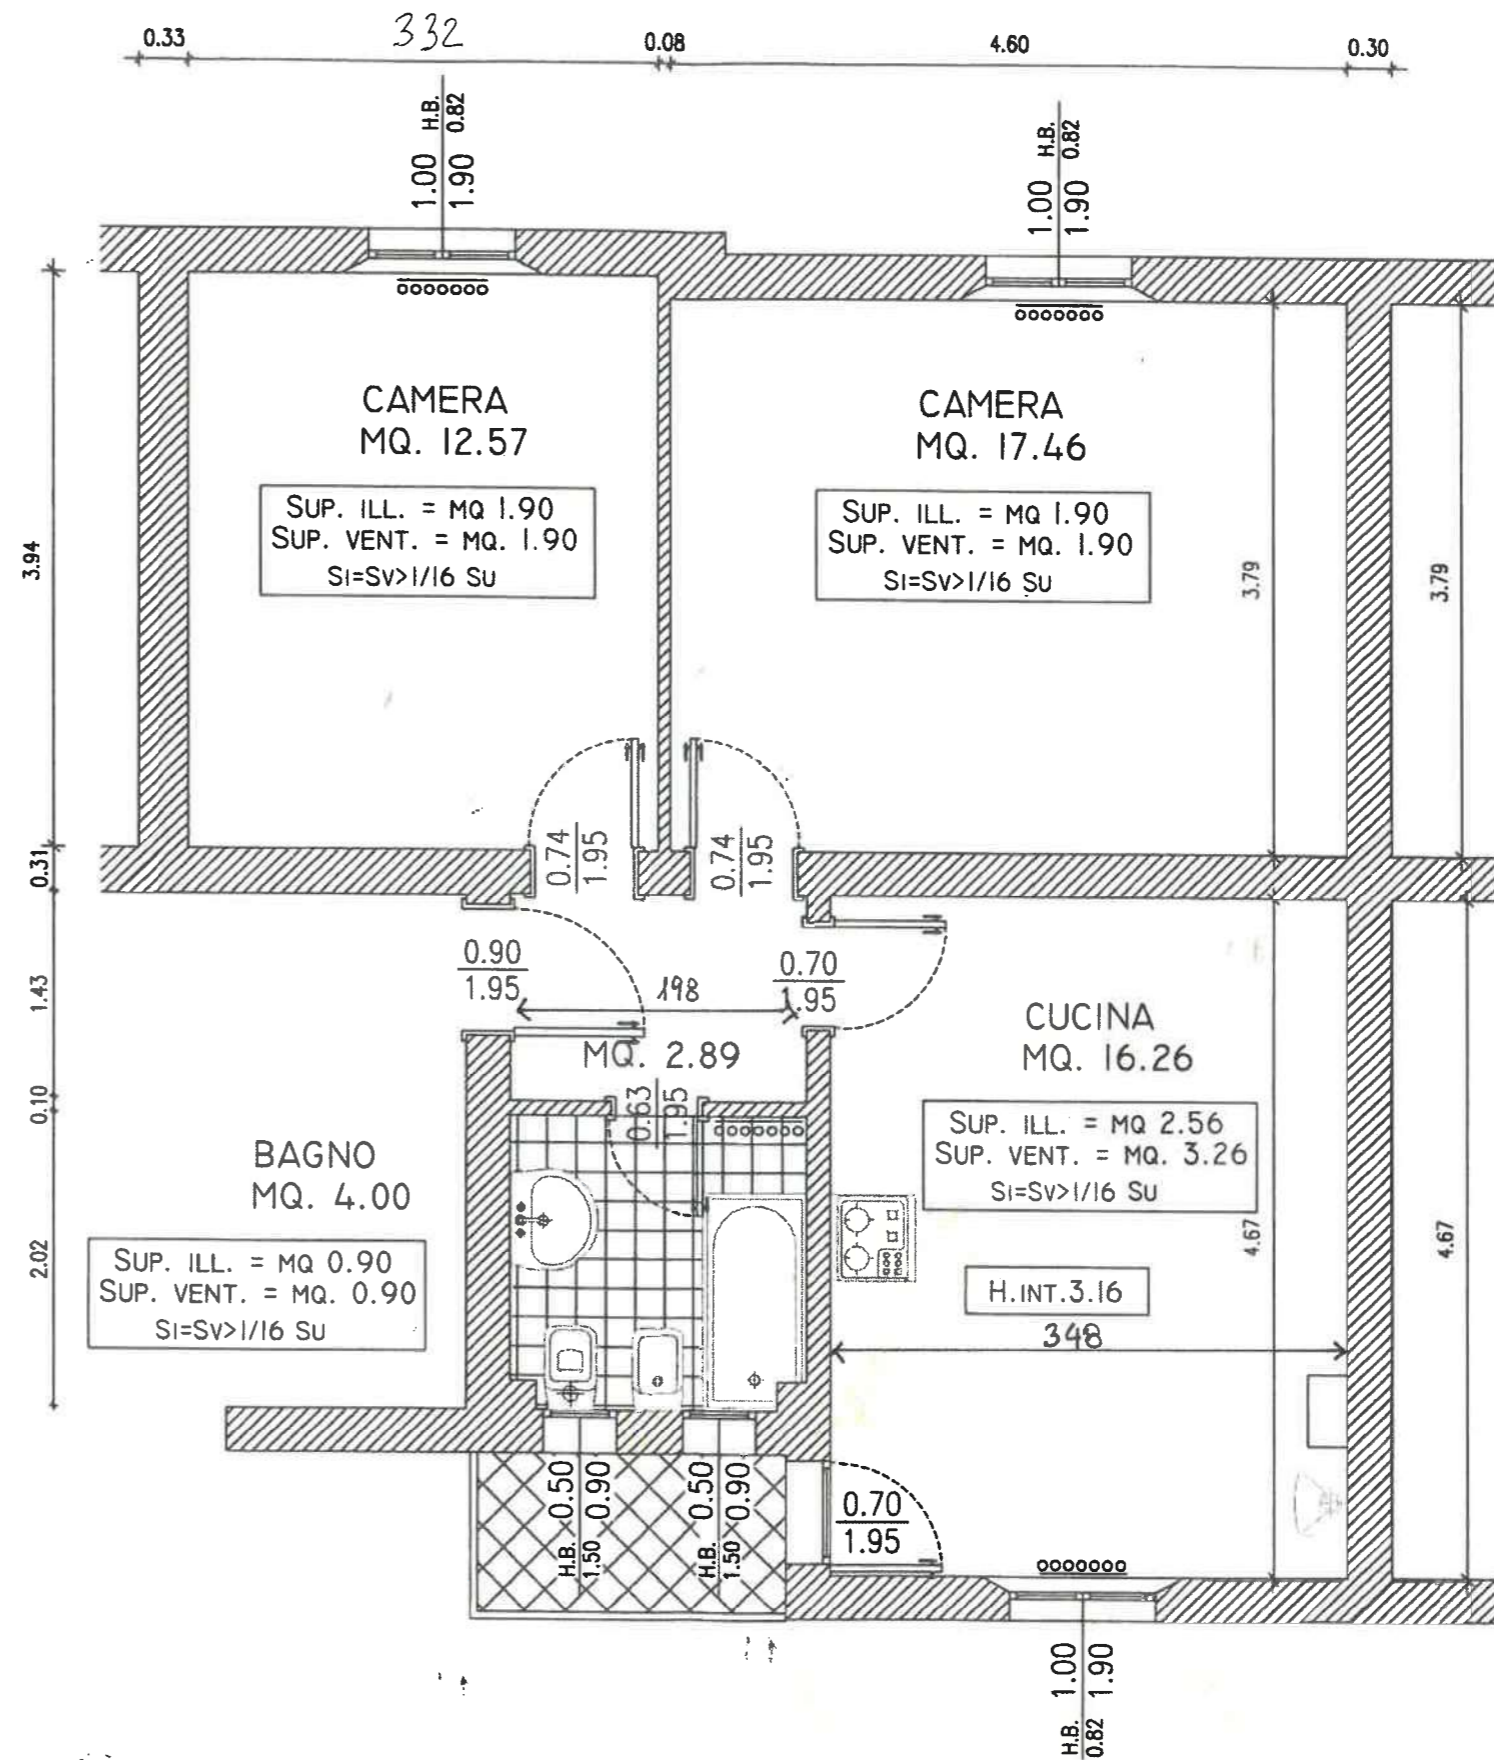 0.33
332
0.08
4.60
0.30
1.00
1.90
H.B.
0.82
1.00
1.90
H.B.
0.82
CAMERA
MQ. 12.57
SUP. ILL. = MQ 1.90
SUP. VENT. = MQ. 1.90
SI=SV>1/16 SU
CAMERA
MQ. 17.46
SUP. ILL. = MQ 1.90
SUP. VENT. = MQ. 1.90
SI=SV>1/16 SU
3.94
3.79
3.79
0.74
1.95
0.74
1.95
0.31
0.90
1.95
198
0.70
1.95
1.43
MQ. 2.89
CUCINA
MQ. 16.26
0.10
0.63
1.95
SUP. ILL. = MQ 2.56
SUP. VENT. = MQ. 3.26
SI=SV>1/16 SU
BAGNO
MQ. 4.00
SUP. ILL. = MQ 0.90
SUP. VENT. = MQ. 0.90
SI=SV>1/16 SU
2.02
4.67
4.67
H.INT.3.16
348
0.50
0.90
H.B.
1.50
0.50
0.90
H.B.
1.50
0.70
1.95
1.00
1.90
H.B.
0.82